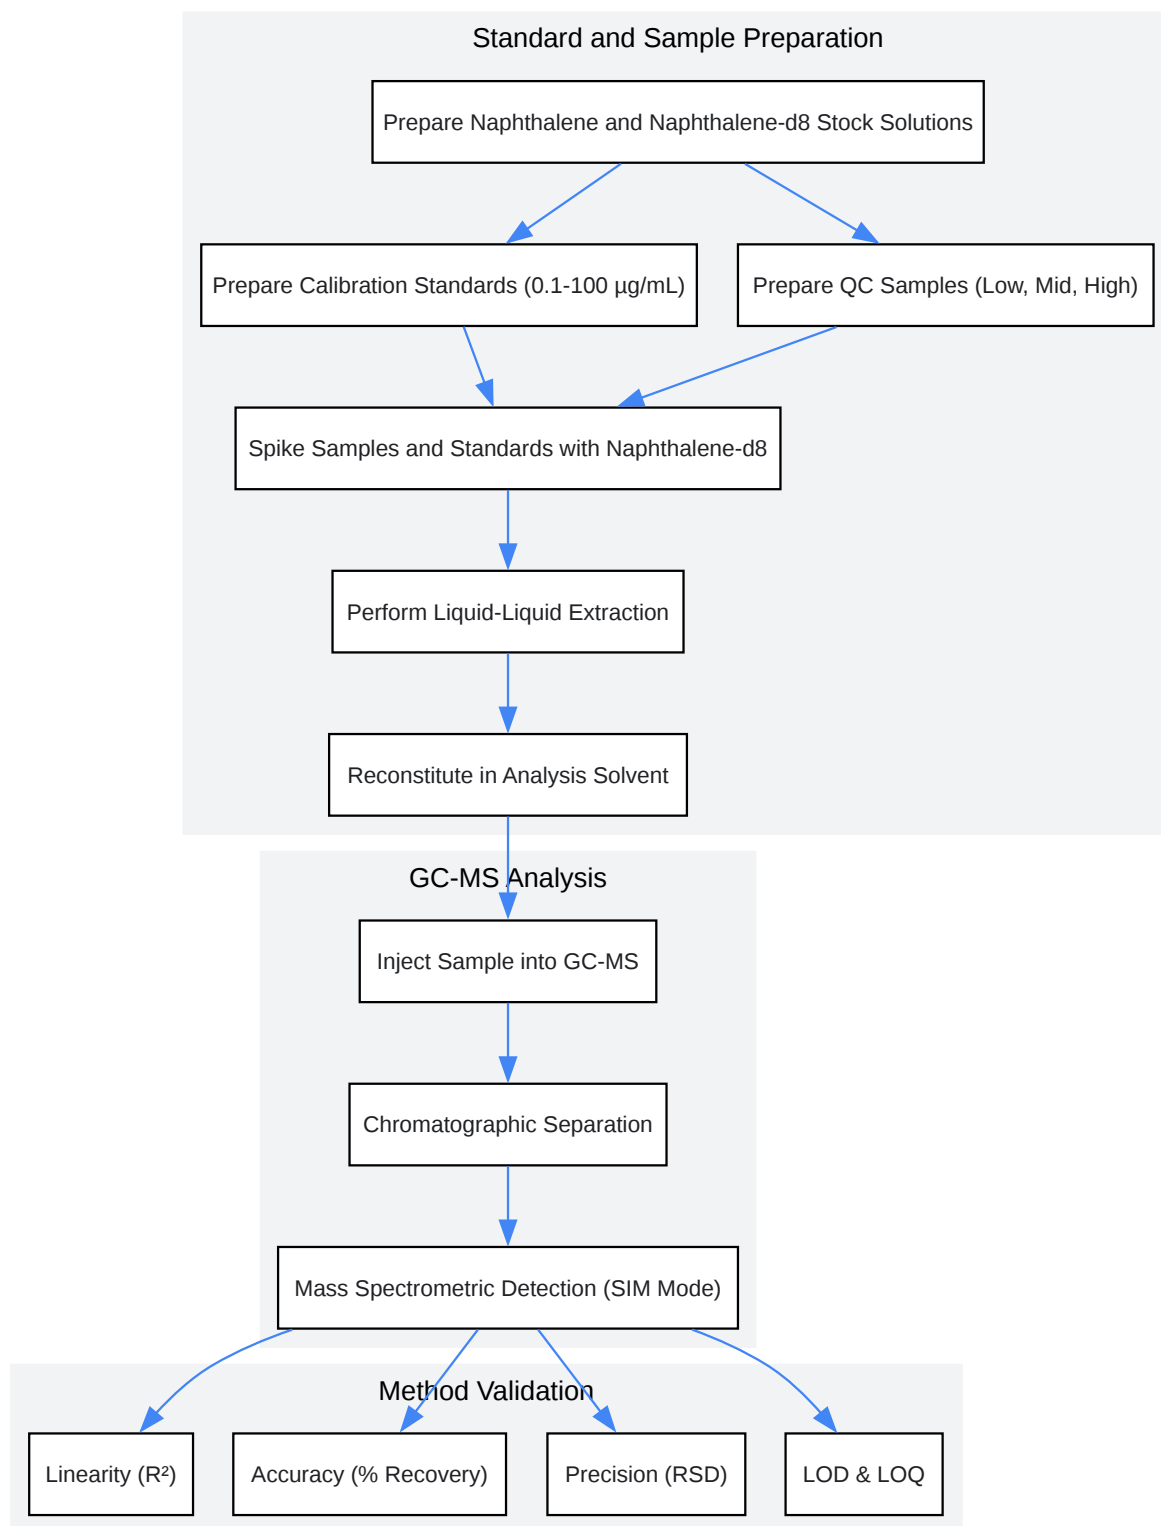 Standard and Sample Preparation
Prepare Naphthalene and Naphthalene-d8 Stock Solutions
Prepare Calibration Standards (0.1-100 µg/mL)
Prepare QC Samples (Low, Mid, High)
Spike Samples and Standards with Naphthalene-d8
Perform Liquid-Liquid Extraction
Reconstitute in Analysis Solvent
GC-MS Analysis
Inject Sample into GC-MS
Chromatographic Separation
Mass Spectrometric Detection (SIM Mode)
Method Validation
Linearity (R²)
Accuracy (% Recovery)
Precision (RSD)
LOD & LOQ